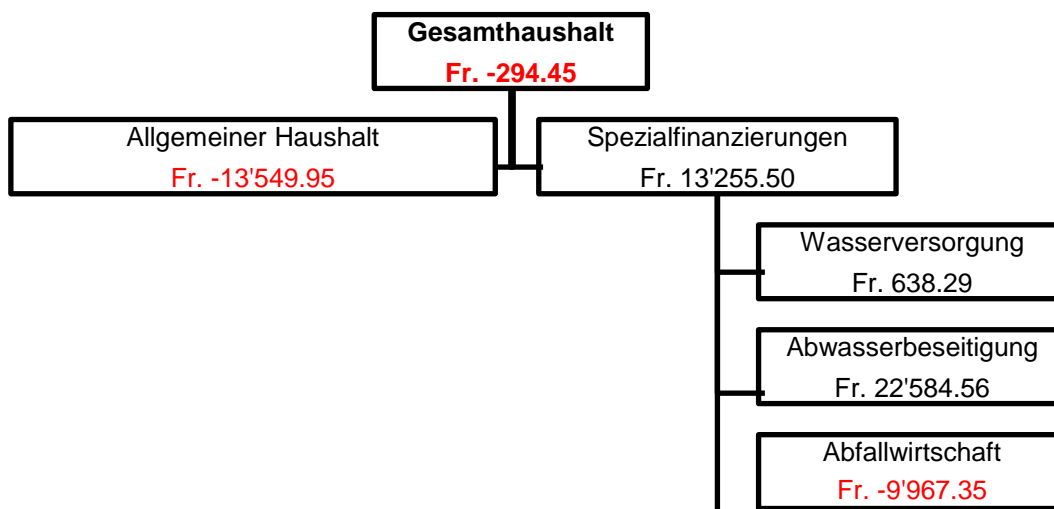 Gesamthaushalt
Fr. -294.45
Allgemeiner Haushalt
Fr. -13'549.95
Spezialfinanzierungen
Fr. 13'255.50
Wasserversorgung
Fr. 638.29
Abwasserbeseitigung
Fr. 22'584.56
Abfallwirtschaft
Fr. -9'967.35